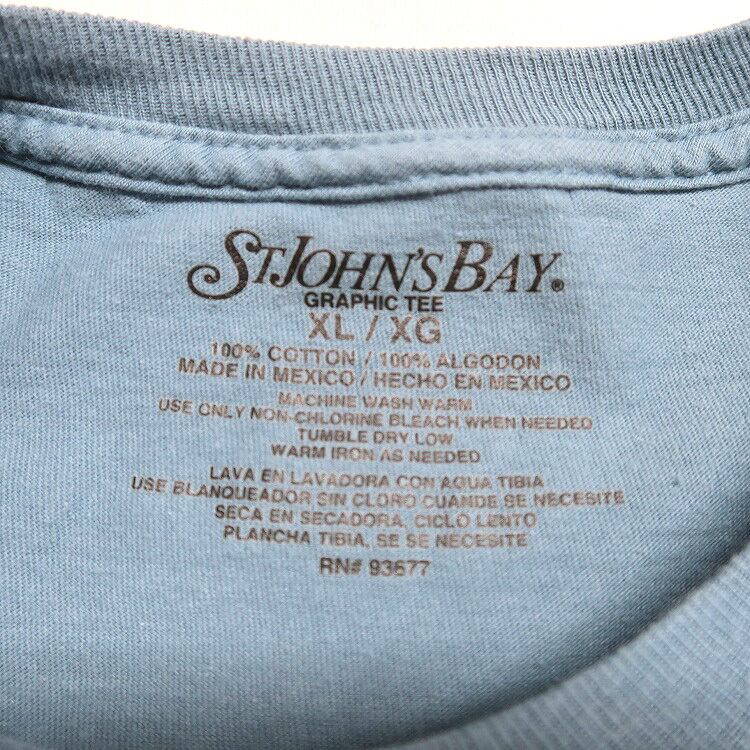 ST. JOHN'S BAY®
GRAPHIC TEE
XL / XG
100% COTTON / 100% ALGODON
MADE IN MEXICO / HECHO EN MEXICO
MACHINE WASH WARM
USE ONLY NON-CHLORINE BLEACH WHEN NEEDED
TUMBLE DRY LOW
WARM IRON AS NEEDED
LAVA EN LAVADORA CON AGUA TIBIA
USE BLANQUEADOR SIN CLORO CUANDO SE NECESITE
SECA EN SECADORA, CICLO LENTO
PLANCHA TIBIA, SE SE NECESITE
RN# 93677